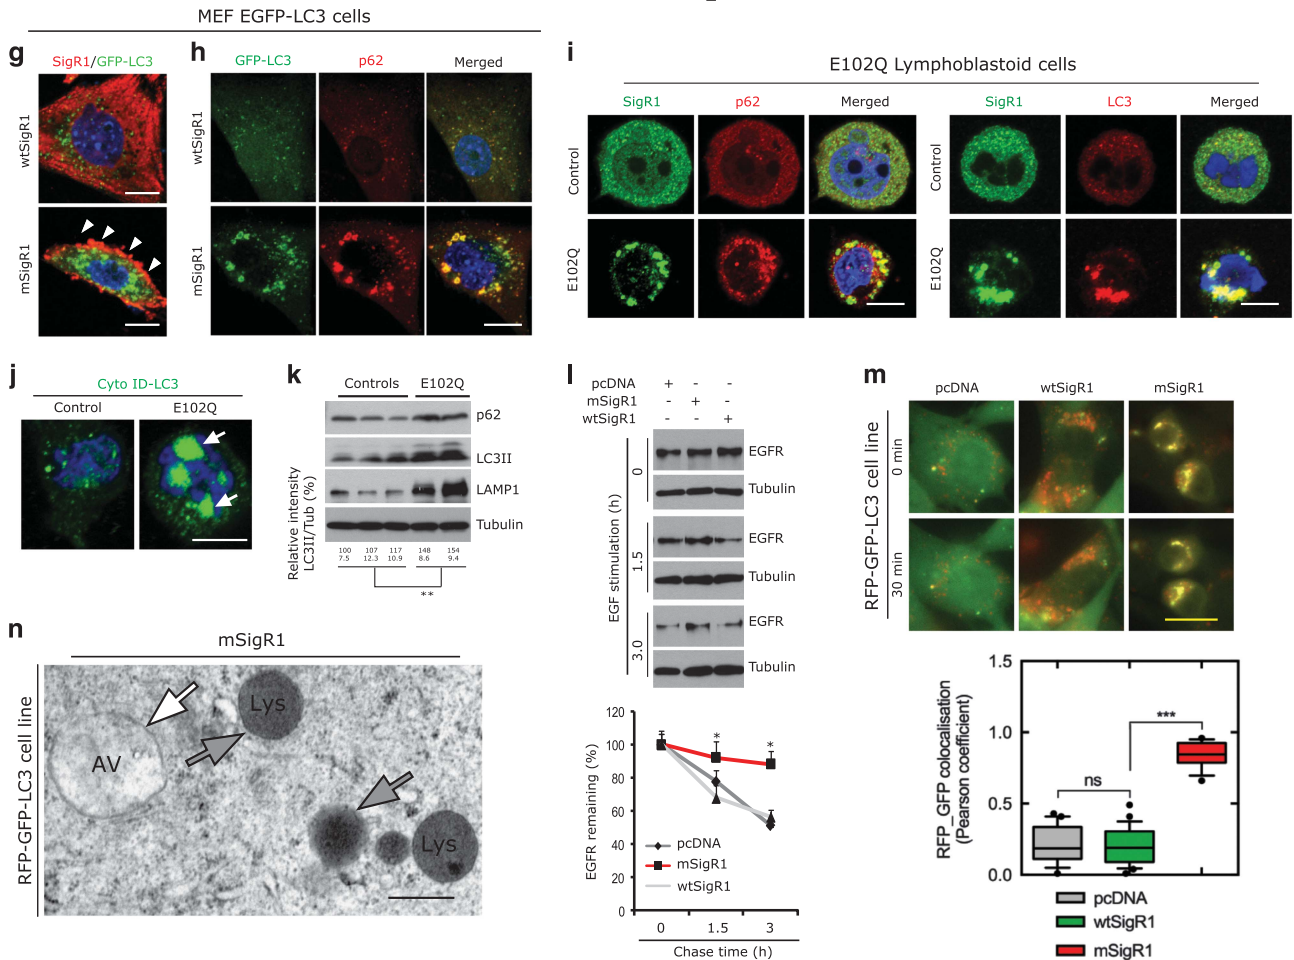 MEF EGFP-LC3 cells
g
SigR1/GFP-LC3
wtSigR1
mSigR1
h
GFP-LC3 p62 Merged
wtSigR1
mSigR1
i
E102Q Lymphoblastoid cells
SigR1 p62 Merged SigR1 LC3 Merged
Control
E102Q
Control
E102Q
j
Cyto ID-LC3
Control E102Q
k
Controls E102Q
p62
LC3II
LAMP1
Tubulin
Relative intensity
LC3II/Tub (%)
100 107 117 148 154
7.5 12.3 10.9 8.6 9.4
**
l
pcDNA + - -
mSigR1 - + -
wtSigR1 - - +
EGF stimulation (h)
0
EGFR
Tubulin
1.5
EGFR
Tubulin
3.0
EGFR
Tubulin
EGFR remaining (%)
120
100
80
60
40
20
0
* *
pcDNA
mSigR1
wtSigR1
0 1.5 3
Chase time (h)
m
pcDNA wtSigR1 mSigR1
RFP-GFP-LC3 cell line
0 min
30 min
RFP_GFP colocalisation
(Pearson coefficient)
1.5
1.0
0.5
0.0
ns
***
pcDNA
wtSigR1
mSigR1
n
mSigR1
RFP-GFP-LC3 cell line
AV
Lys
Lys